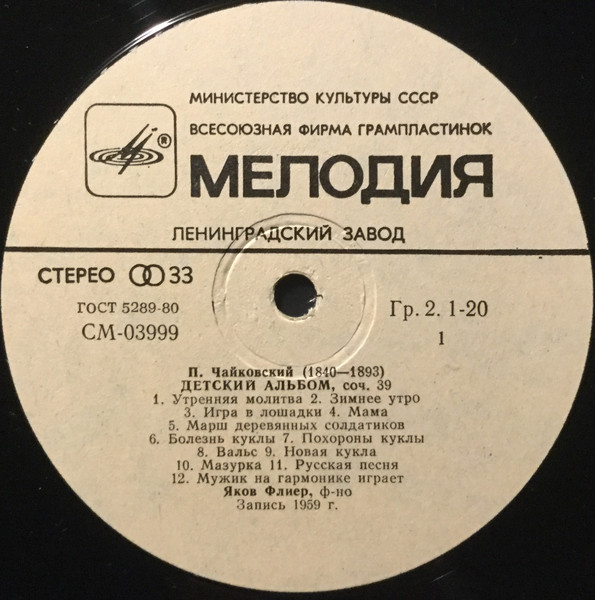 МИНИСТЕРСТВО КУЛЬТУРЫ СССР
ВСЕСОЮЗНАЯ ФИРМА ГРАМПЛАСТИНОК
®
МЕЛОДИЯ
ЛЕНИНГРАДСКИЙ ЗАВОД
СТЕРЕО 33
ГОСТ 5289-80
СМ-03999
Гр. 2. 1-20
1
П. Чайковский (1840—1893)
ДЕТСКИЙ АЛЬБОМ, соч. 39
1. Утренняя молитва 2. Зимнее утро
3. Игра в лошадки 4. Мама
5. Марш деревянных солдатиков
6. Болезнь куклы 7. Похороны куклы
8. Вальс 9. Новая кукла
10. Мазурка 11. Русская песня
12. Мужик на гармонике играет
Яков Флиер, ф-но
Запись 1959 г.